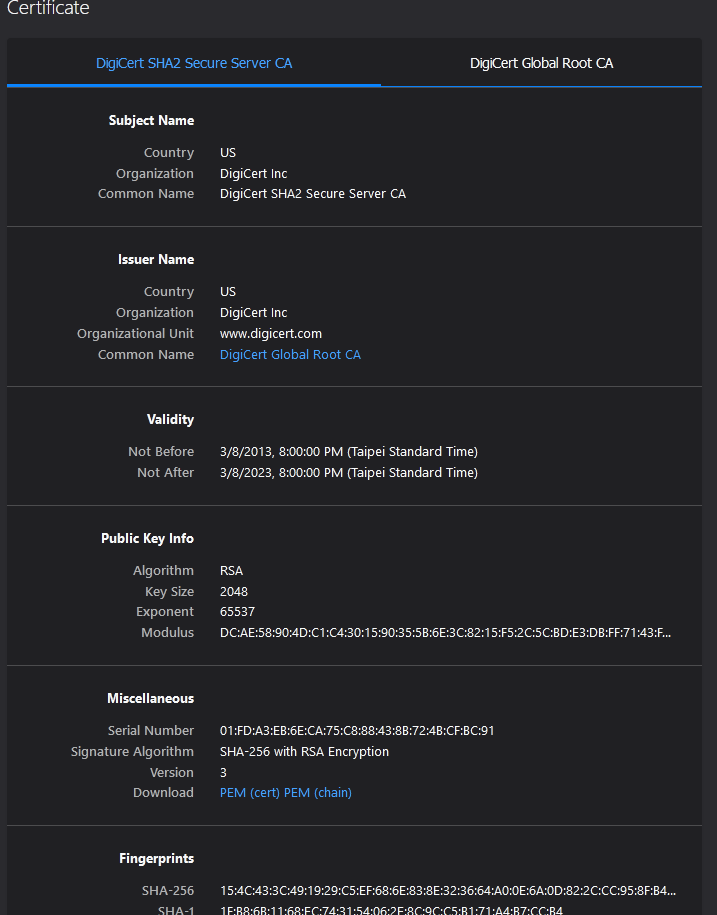 Certificate
DigiCert SHA2 Secure Server CA DigiCert Global Root CA
Subject Name
Country US
Organization DigiCert Inc
Common Name DigiCert SHA2 Secure Server CA
Issuer Name
Country US
Organization DigiCert Inc
Organizational Unit www.digicert.com
Common Name DigiCert Global Root CA
Validity
Not Before 3/8/2013, 8:00:00 PM (Taipei Standard Time)
Not After 3/8/2023, 8:00:00 PM (Taipei Standard Time)
Public Key Info
Algorithm RSA
Key Size 2048
Exponent 65537
Modulus DC:AE:58:90:4D:C1:C4:30:15:90:35:5B:6E:3C:82:15:F5:2C:5C:BD:E3:DB:FF:71:43:F...
Miscellaneous
Serial Number 01:FD:A3:EB:6E:CA:75:C8:88:43:8B:72:4B:CF:BC:91
Signature Algorithm SHA-256 with RSA Encryption
Version 3
Download PEM (cert) PEM (chain)
Fingerprints
SHA-256 15:4C:43:3C:49:19:29:C5:EF:68:6E:83:8E:32:36:64:A0:0E:6A:0D:82:2C:CC:95:8F:B4...
SHA-1 1F:B8:6B:11:68:EC:74:31:54:06:2E:8C:9C:C5:B1:71:A4:B7:CC:B4